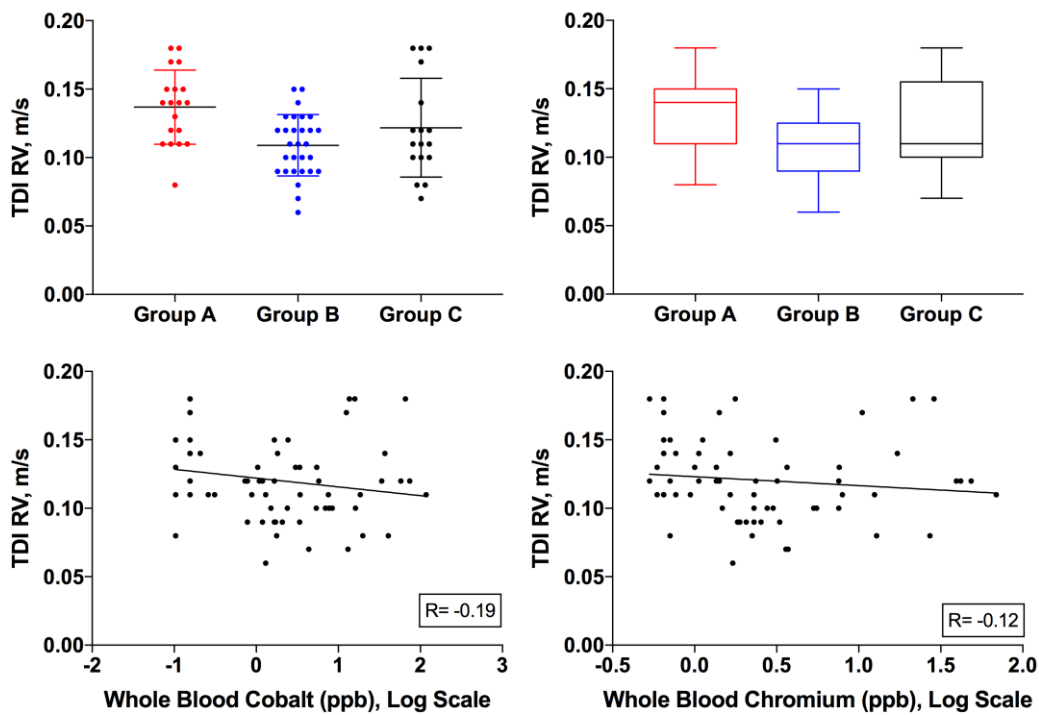 TDI RV, m/s
0.20
0.15
0.10
0.05
0.00
Group A
Group B
Group C
TDI RV, m/s
0.20
0.15
0.10
0.05
0.00
Group A
Group B
Group C
TDI RV, m/s
0.20
0.15
0.10
0.05
0.00
R= -0.19
-2
-1
0
1
2
3
Whole Blood Cobalt (ppb), Log Scale
TDI RV, m/s
0.20
0.15
0.10
0.05
0.00
R= -0.12
-0.5
0.0
0.5
1.0
1.5
2.0
Whole Blood Chromium (ppb), Log Scale